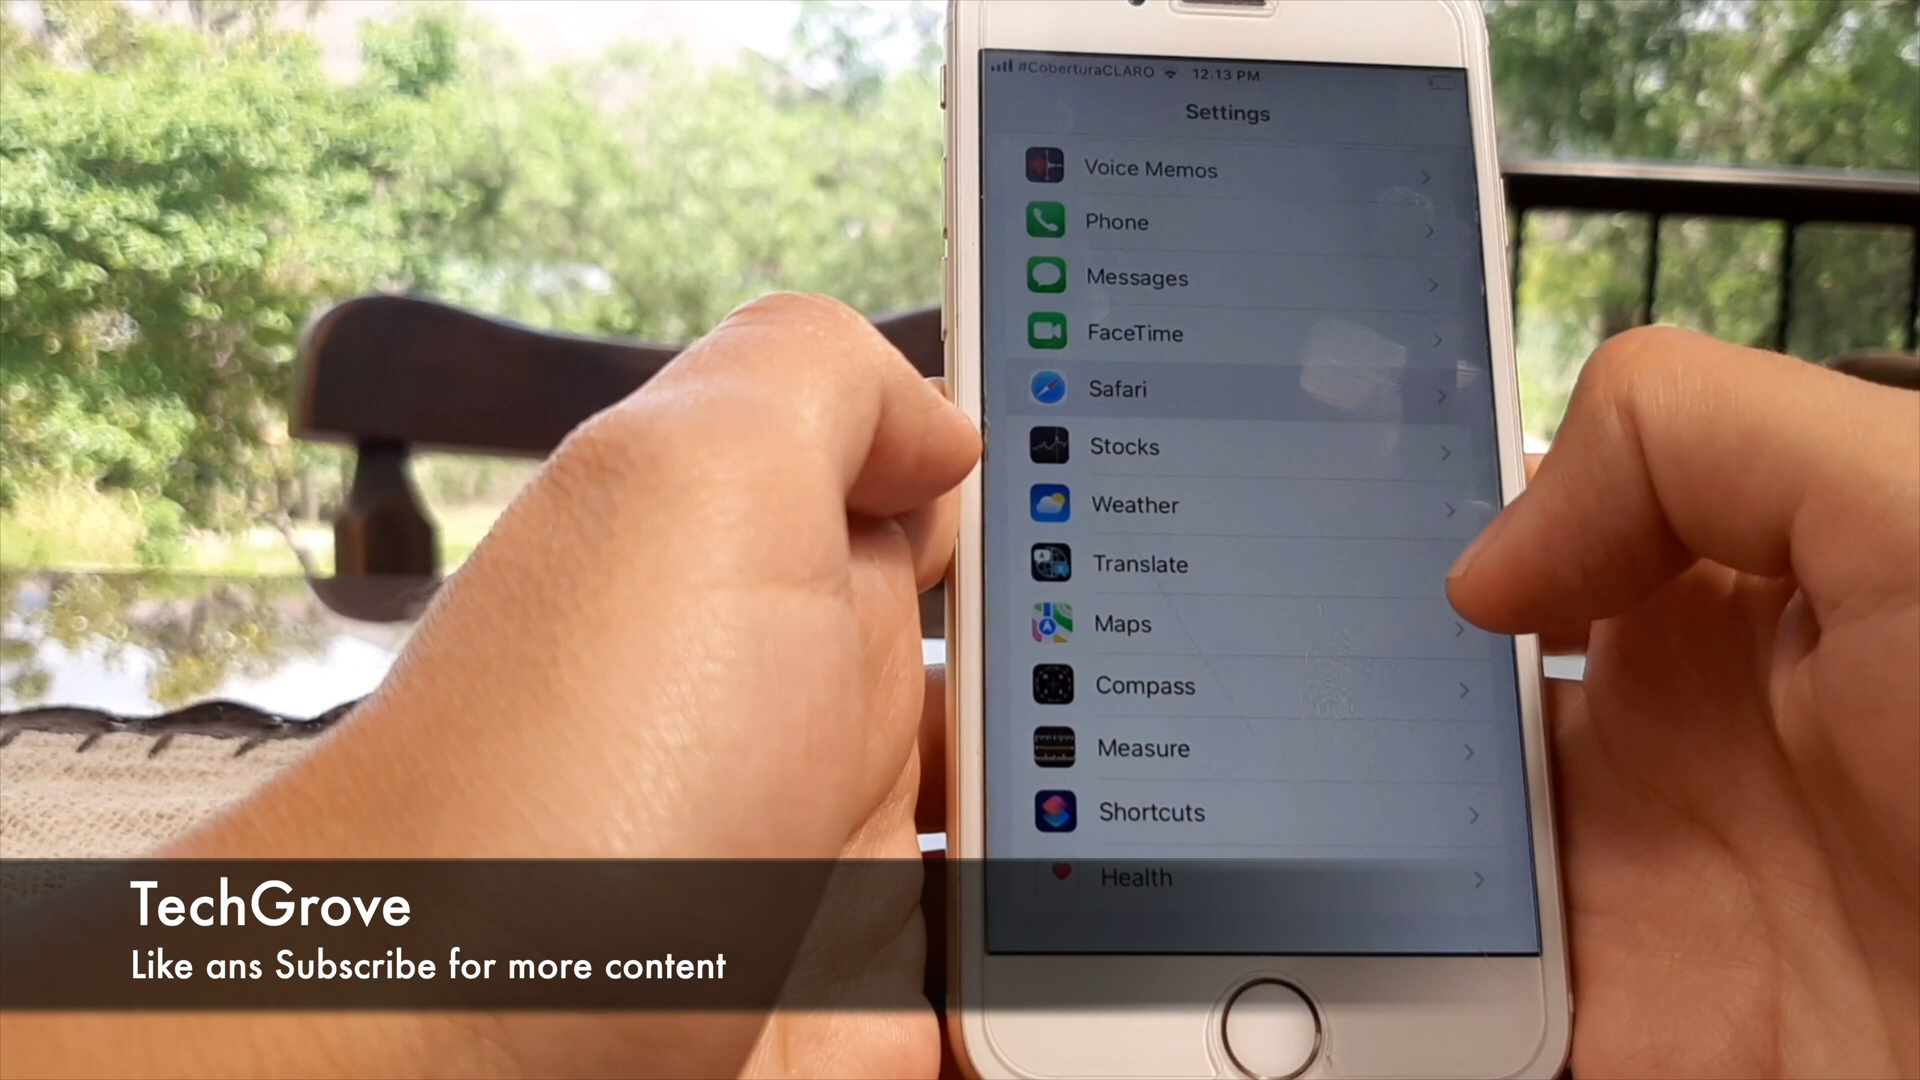 #CoberturaCLARO 12:13 PM
Settings
Voice Memos
Phone
Messages
FaceTime
Safari
Stocks
Weather
Translate
Maps
Compass
Measure
Shortcuts
Health
TechGrove
Like ans Subscribe for more content